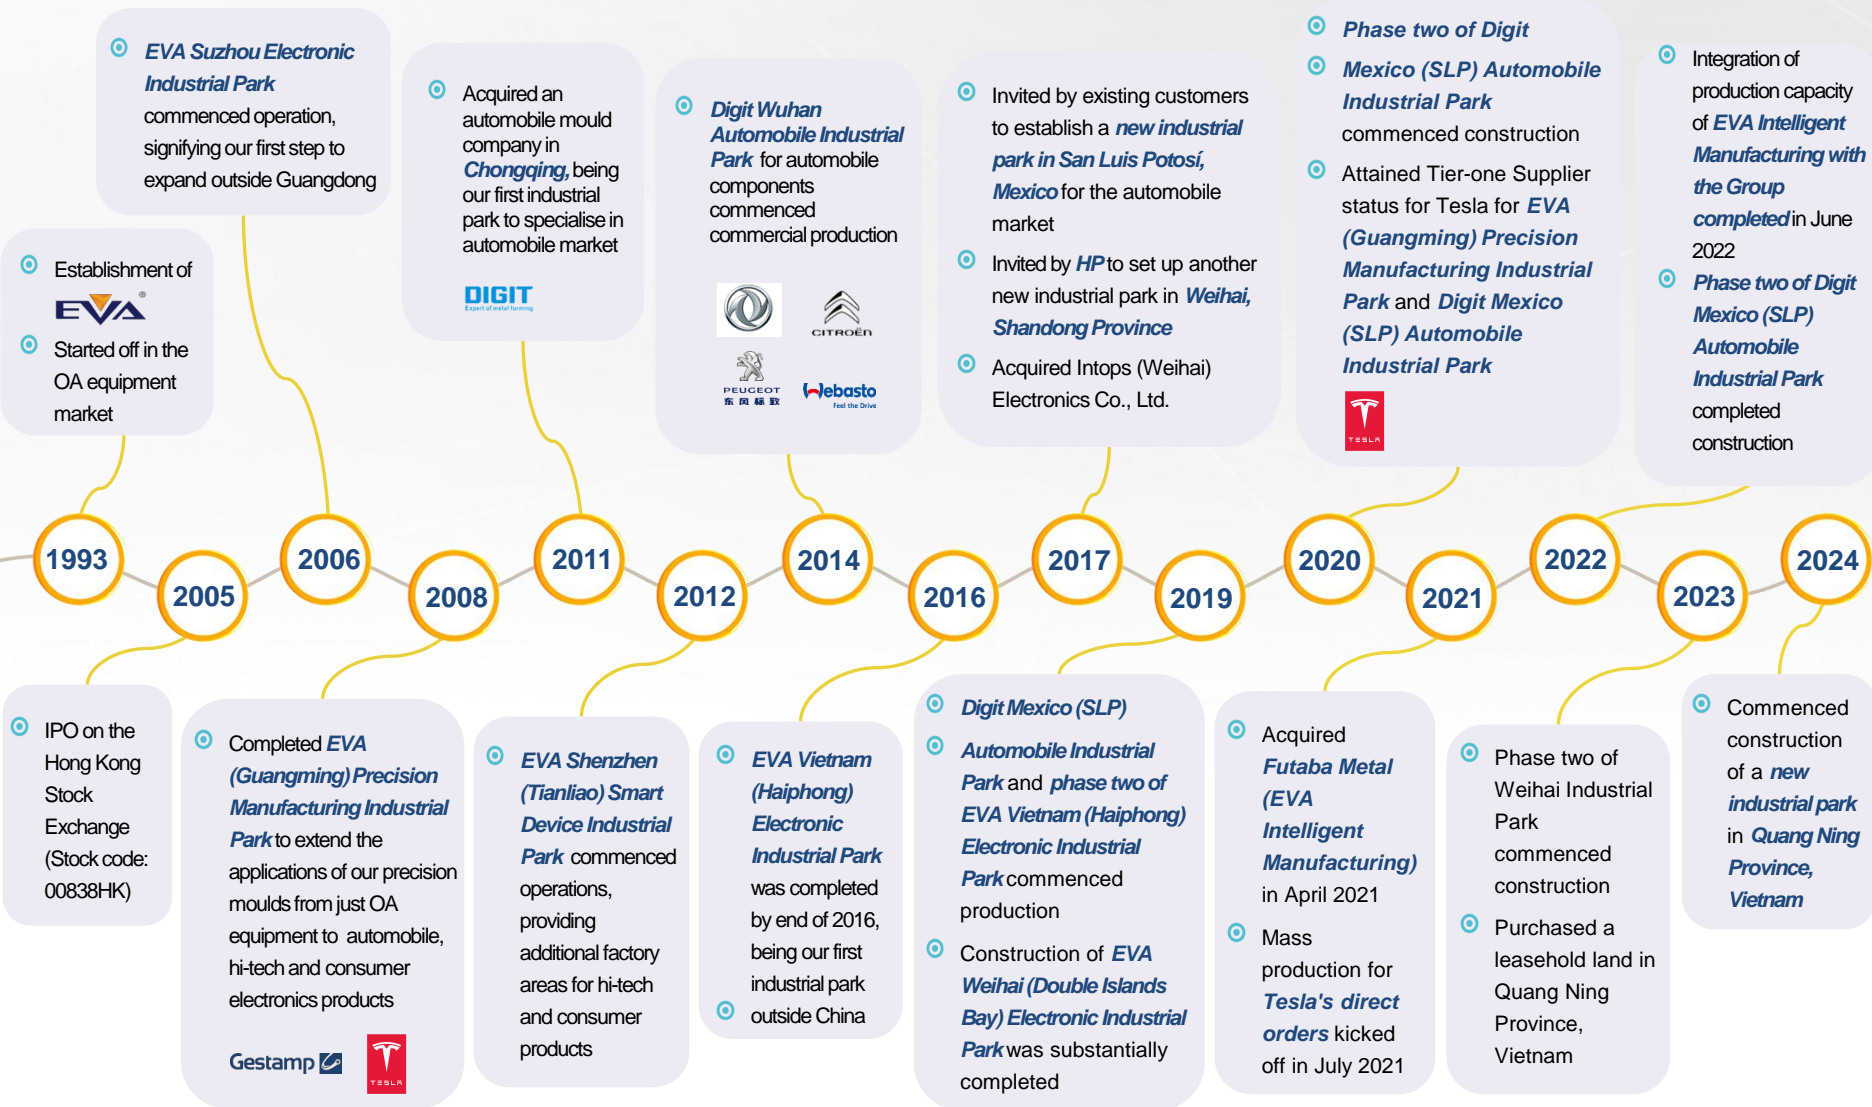 EVA Suzhou Electronic
Industrial Park
commenced operation,
signifying our first step to
expand outside Guangdong
Acquired an
automobile mould
company in
Chongqing, being
our first industrial
park to specialise in
automobile market
DIGIT
Expert of metal forming
Digit Wuhan
Automobile Industrial
Park for automobile
components
commenced
commercial production
CITROËN
PEUGEOT
东风标致
Webasto
Feel the Drive
Invited by existing customers
to establish a new industrial
park in San Luis Potosí,
Mexico for the automobile
market
Invited by HP to set up another
new industrial park in Weihai,
Shandong Province
Acquired Intops (Weihai)
Electronics Co., Ltd.
Phase two of Digit
Mexico (SLP) Automobile
Industrial Park
commenced construction
Attained Tier-one Supplier
status for Tesla for EVA
(Guangming) Precision
Manufacturing Industrial
Park and Digit Mexico
(SLP) Automobile
Industrial Park
TESLA
Integration of
production capacity
of EVA Intelligent
Manufacturing with
the Group
completed in June
2022
Phase two of Digit
Mexico (SLP)
Automobile
Industrial Park
completed
construction
Establishment of
EVA®
Started off in the
OA equipment
market
1993
2005
2006
2008
2011
2012
2014
2016
2017
2019
2020
2021
2022
2023
2024
IPO on the
Hong Kong
Stock
Exchange
(Stock code:
00838HK)
Completed EVA
(Guangming) Precision
Manufacturing Industrial
Park to extend the
applications of our precision
moulds from just OA
equipment to automobile,
hi-tech and consumer
electronics products
Gestamp
TESLA
EVA Shenzhen
(Tianliao) Smart
Device Industrial
Park commenced
operations,
providing
additional factory
areas for hi-tech
and consumer
products
EVA Vietnam
(Haiphong)
Electronic
Industrial Park
was completed
by end of 2016,
being our first
industrial park
outside China
Digit Mexico (SLP)
Automobile Industrial
Park and phase two of
EVA Vietnam (Haiphong)
Electronic Industrial
Park commenced
production
Construction of EVA
Weihai (Double Islands
Bay) Electronic Industrial
Park was substantially
completed
Acquired
Futaba Metal
(EVA
Intelligent
Manufacturing)
in April 2021
Mass
production for
Tesla's direct
orders kicked
off in July 2021
Phase two of
Weihai Industrial
Park
commenced
construction
Purchased a
leasehold land in
Quang Ning
Province,
Vietnam
Commenced
construction
of a new
industrial park
in Quang Ning
Province,
Vietnam